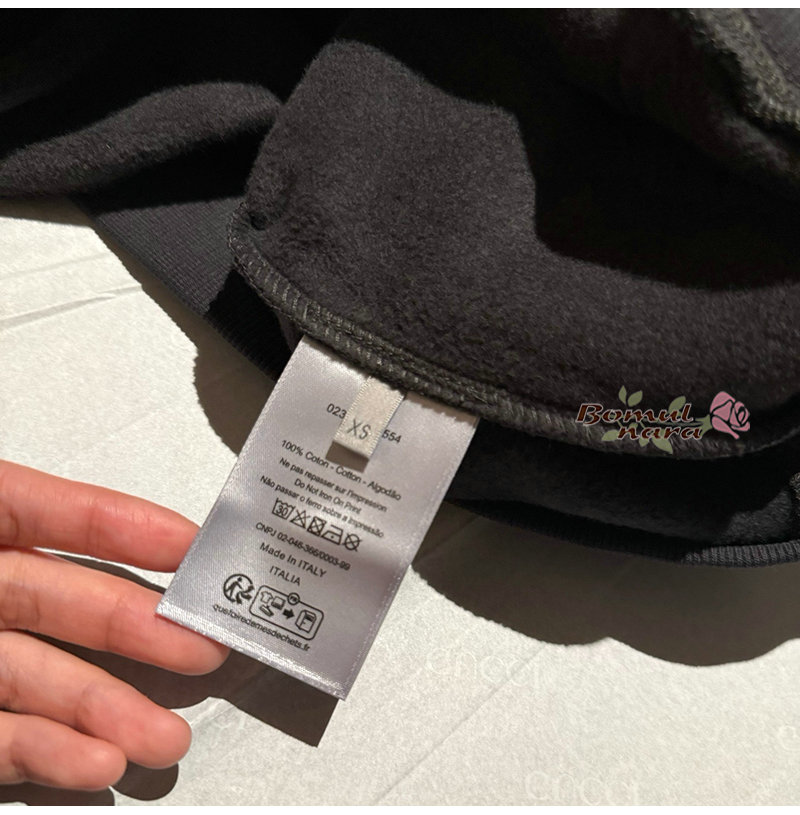 Bomul
nara
XS
554
100% Coton - Cotton - Algodão
Ne pas repasser sur l'impression
Do Not Iron On Print
Não passar o ferro sobre a impressão
30
CNPJ 02-046-366/0003-99
Made in ITALY
ITALIA
quefairedemesdechets.fr